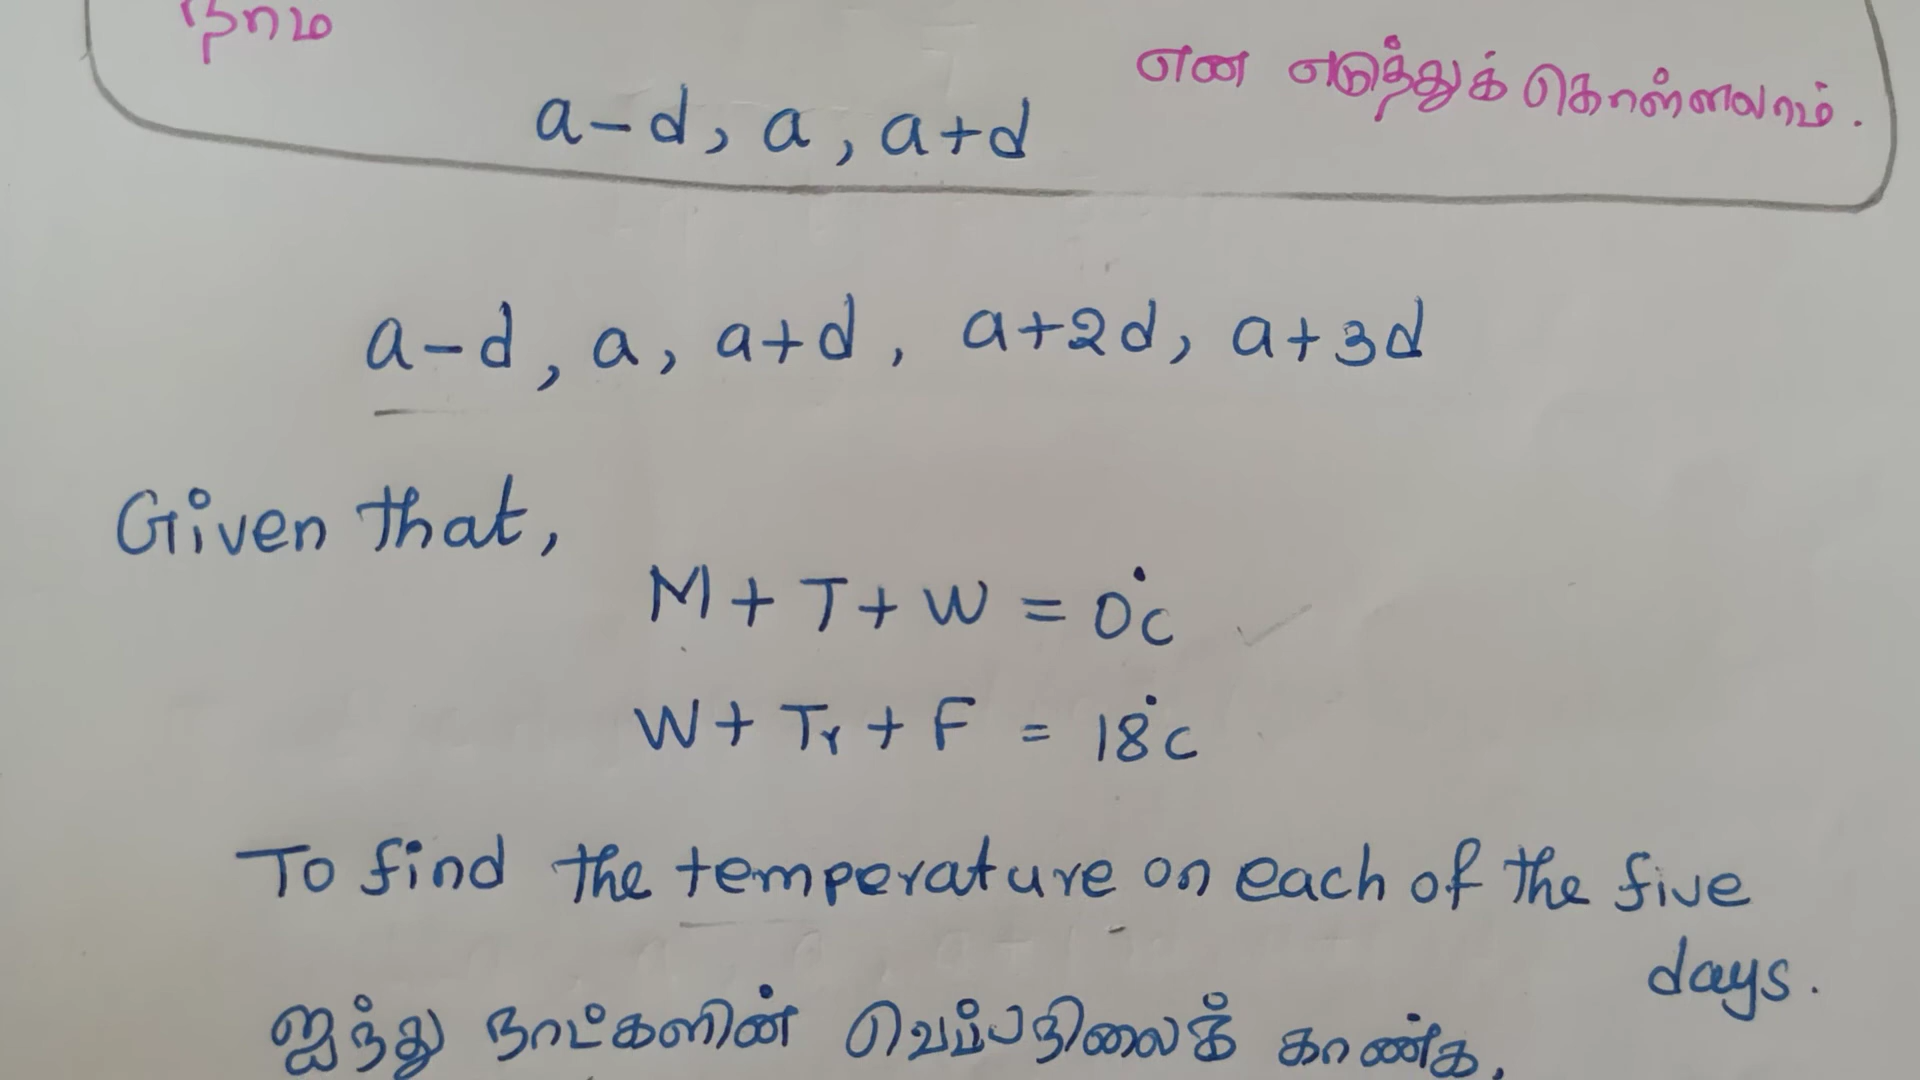 நாம்
என எடுத்துக் கொள்ளலாம்.
a-d, a, a+d
a-d, a, a+d, a+2d, a+3d
Given that,
M + T + W = 0°c
W + Tr + F = 18°c
To find the temperature on each of the five
days.
ஐந்து நாட்களின் வெப்பநிலைக் காண்க.